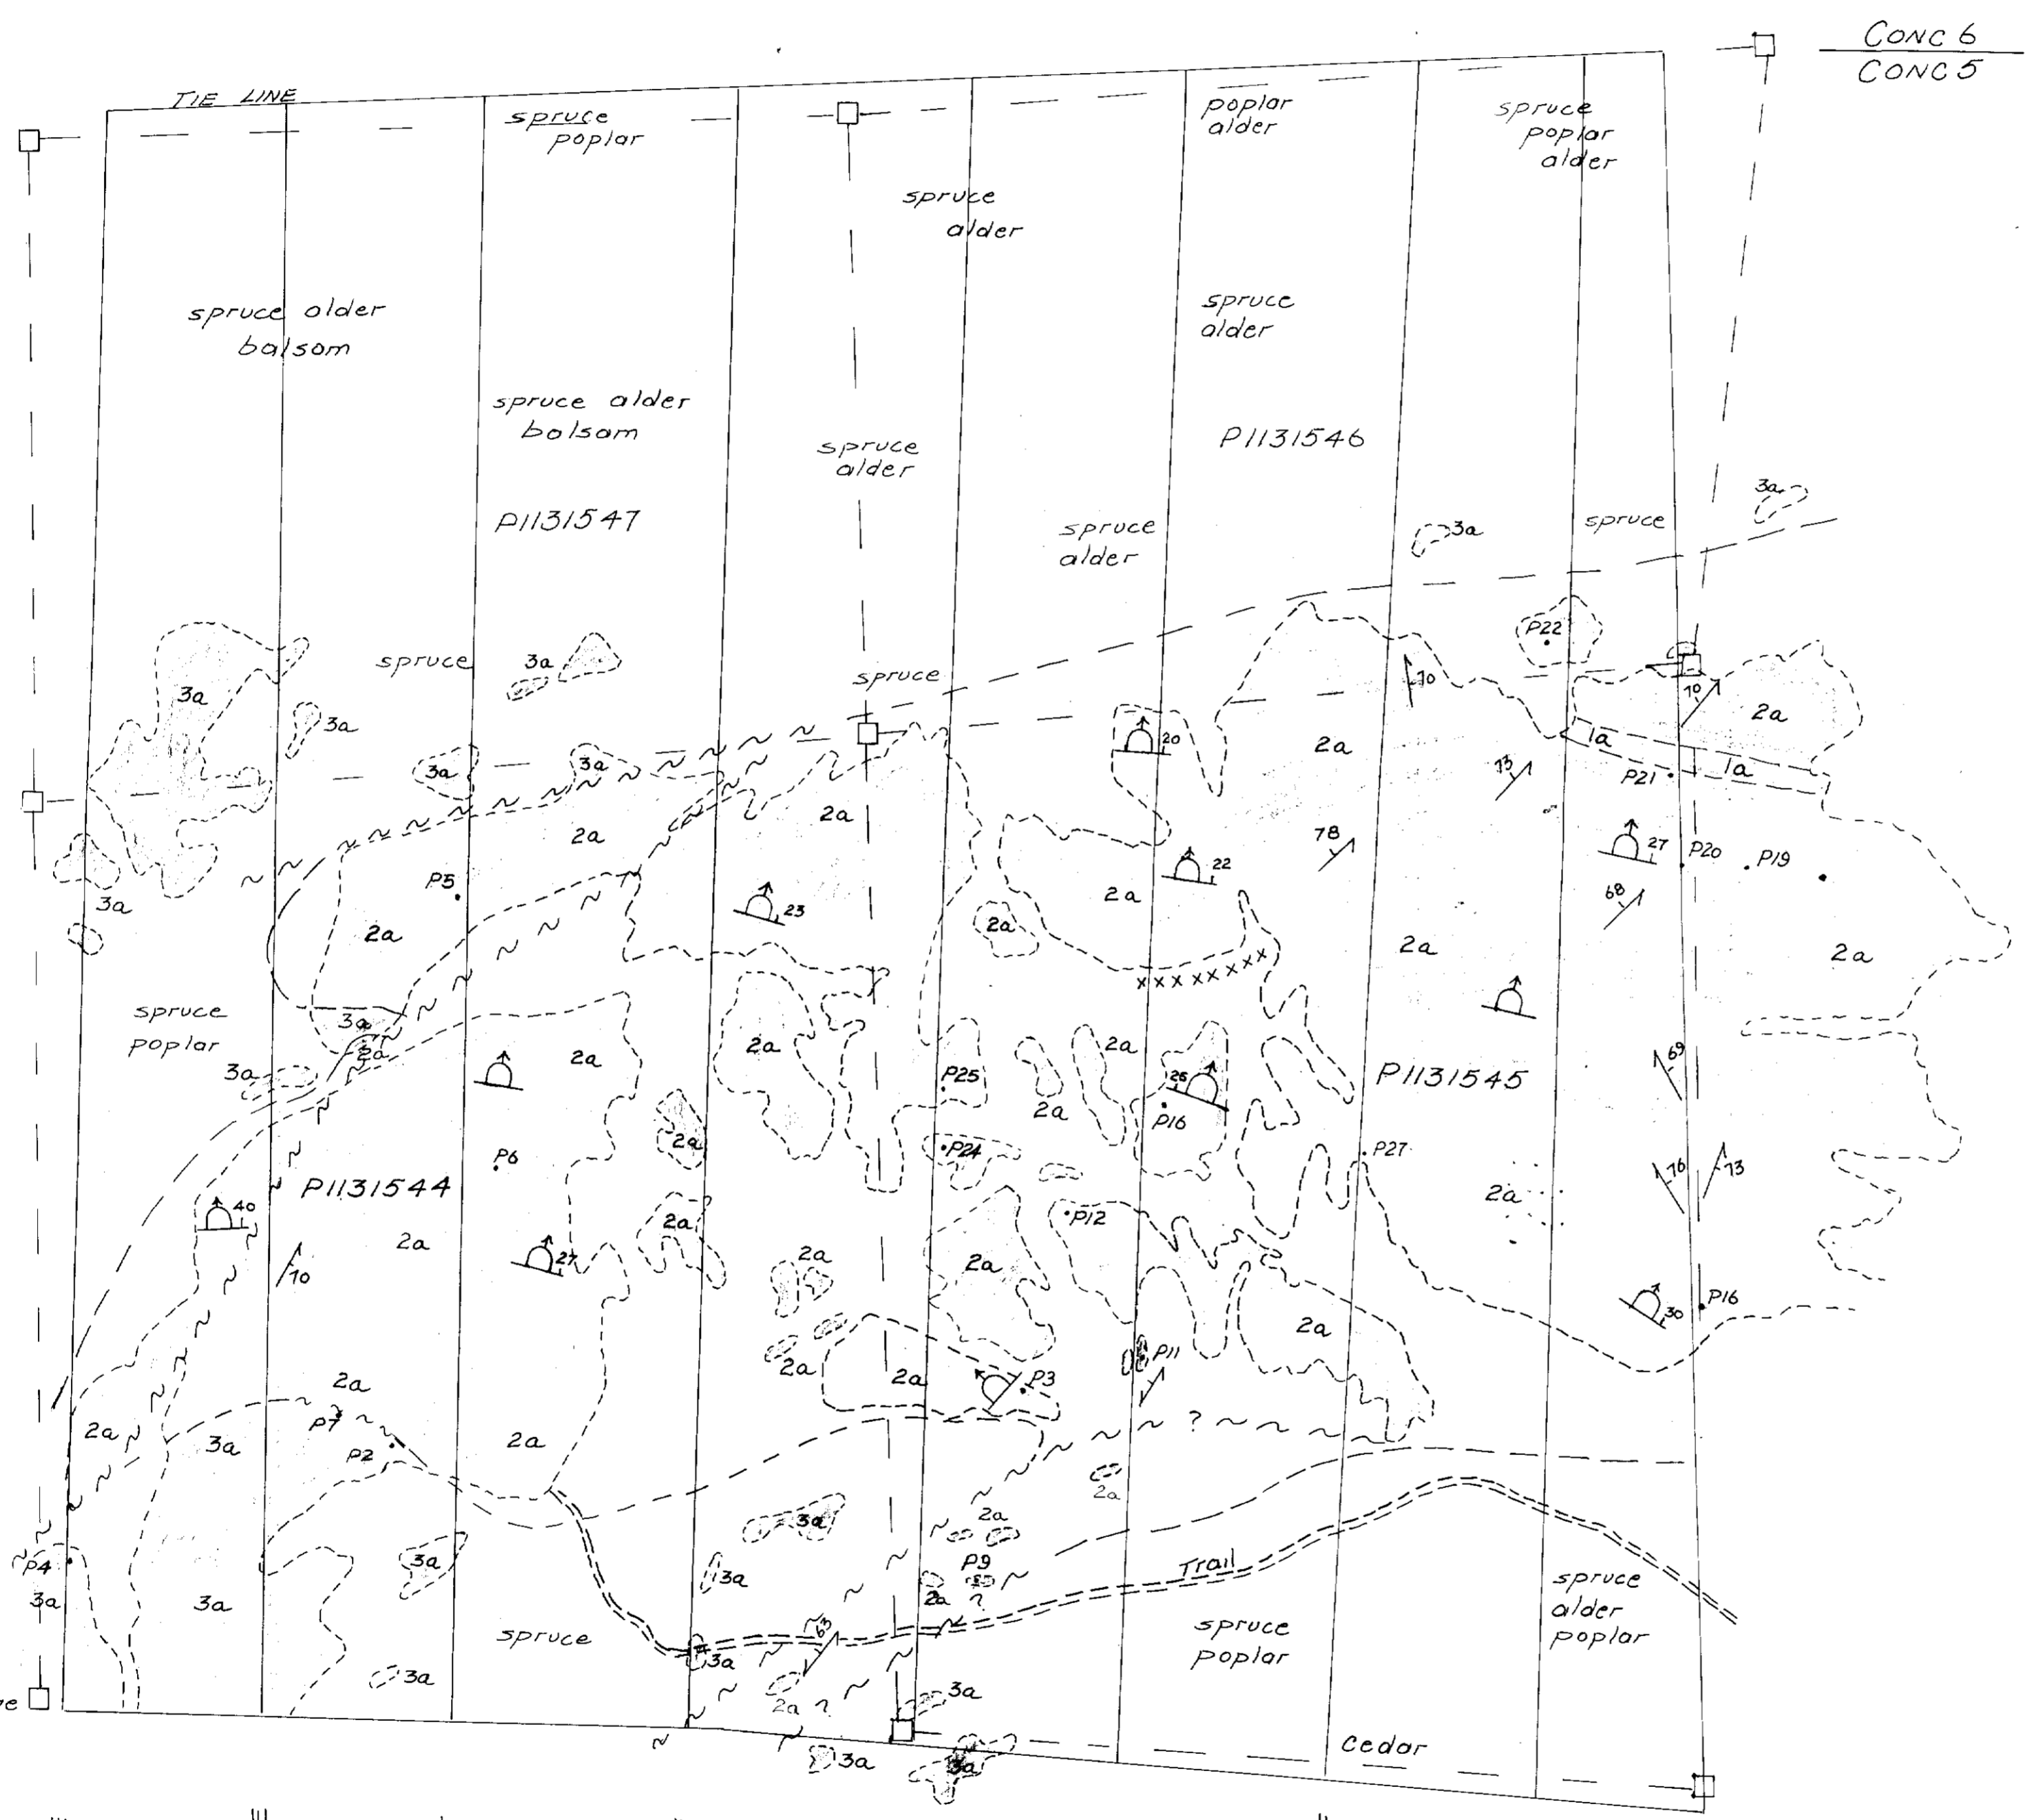 CONC 6
CONC 5
TIE LINE
spruce
poplar
poplar
alder
spruce
poplar
alder
spruce
alder
spruce alder
balsam
spruce
alder
spruce alder
balsam
P1131546
spruce
alder
P1131547
3a
spruce
alder
3a
spruce
P22
spruce
3a
spruce
3a
70
70
2a
3a
20
2a
1a
1a
3a
3a
73
P21
2a
2a
78
27
P20
P19
22
P5
2a
68
3a
23
2a
2a
2a
2a
spruce
poplar
3a
2a
2a
2a
2a
69
3a
P25
26
P1131545
2a
P16
2a
P24
P27
P6
76
73
P1131544
2a
40
2a
P12
2a
27
2a
2a
70
30
P16
2a
P11
2a
2a
2a
P3
P7
2a
3a
P2
2a
?
2a
3a
2a
P4
3a
P9
Trail
3a
3a
3a
2a
?
spruce
alder
poplar
63
spruce
spruce
poplar
3a
3a
2a
?
3a
cedar
3a
3a